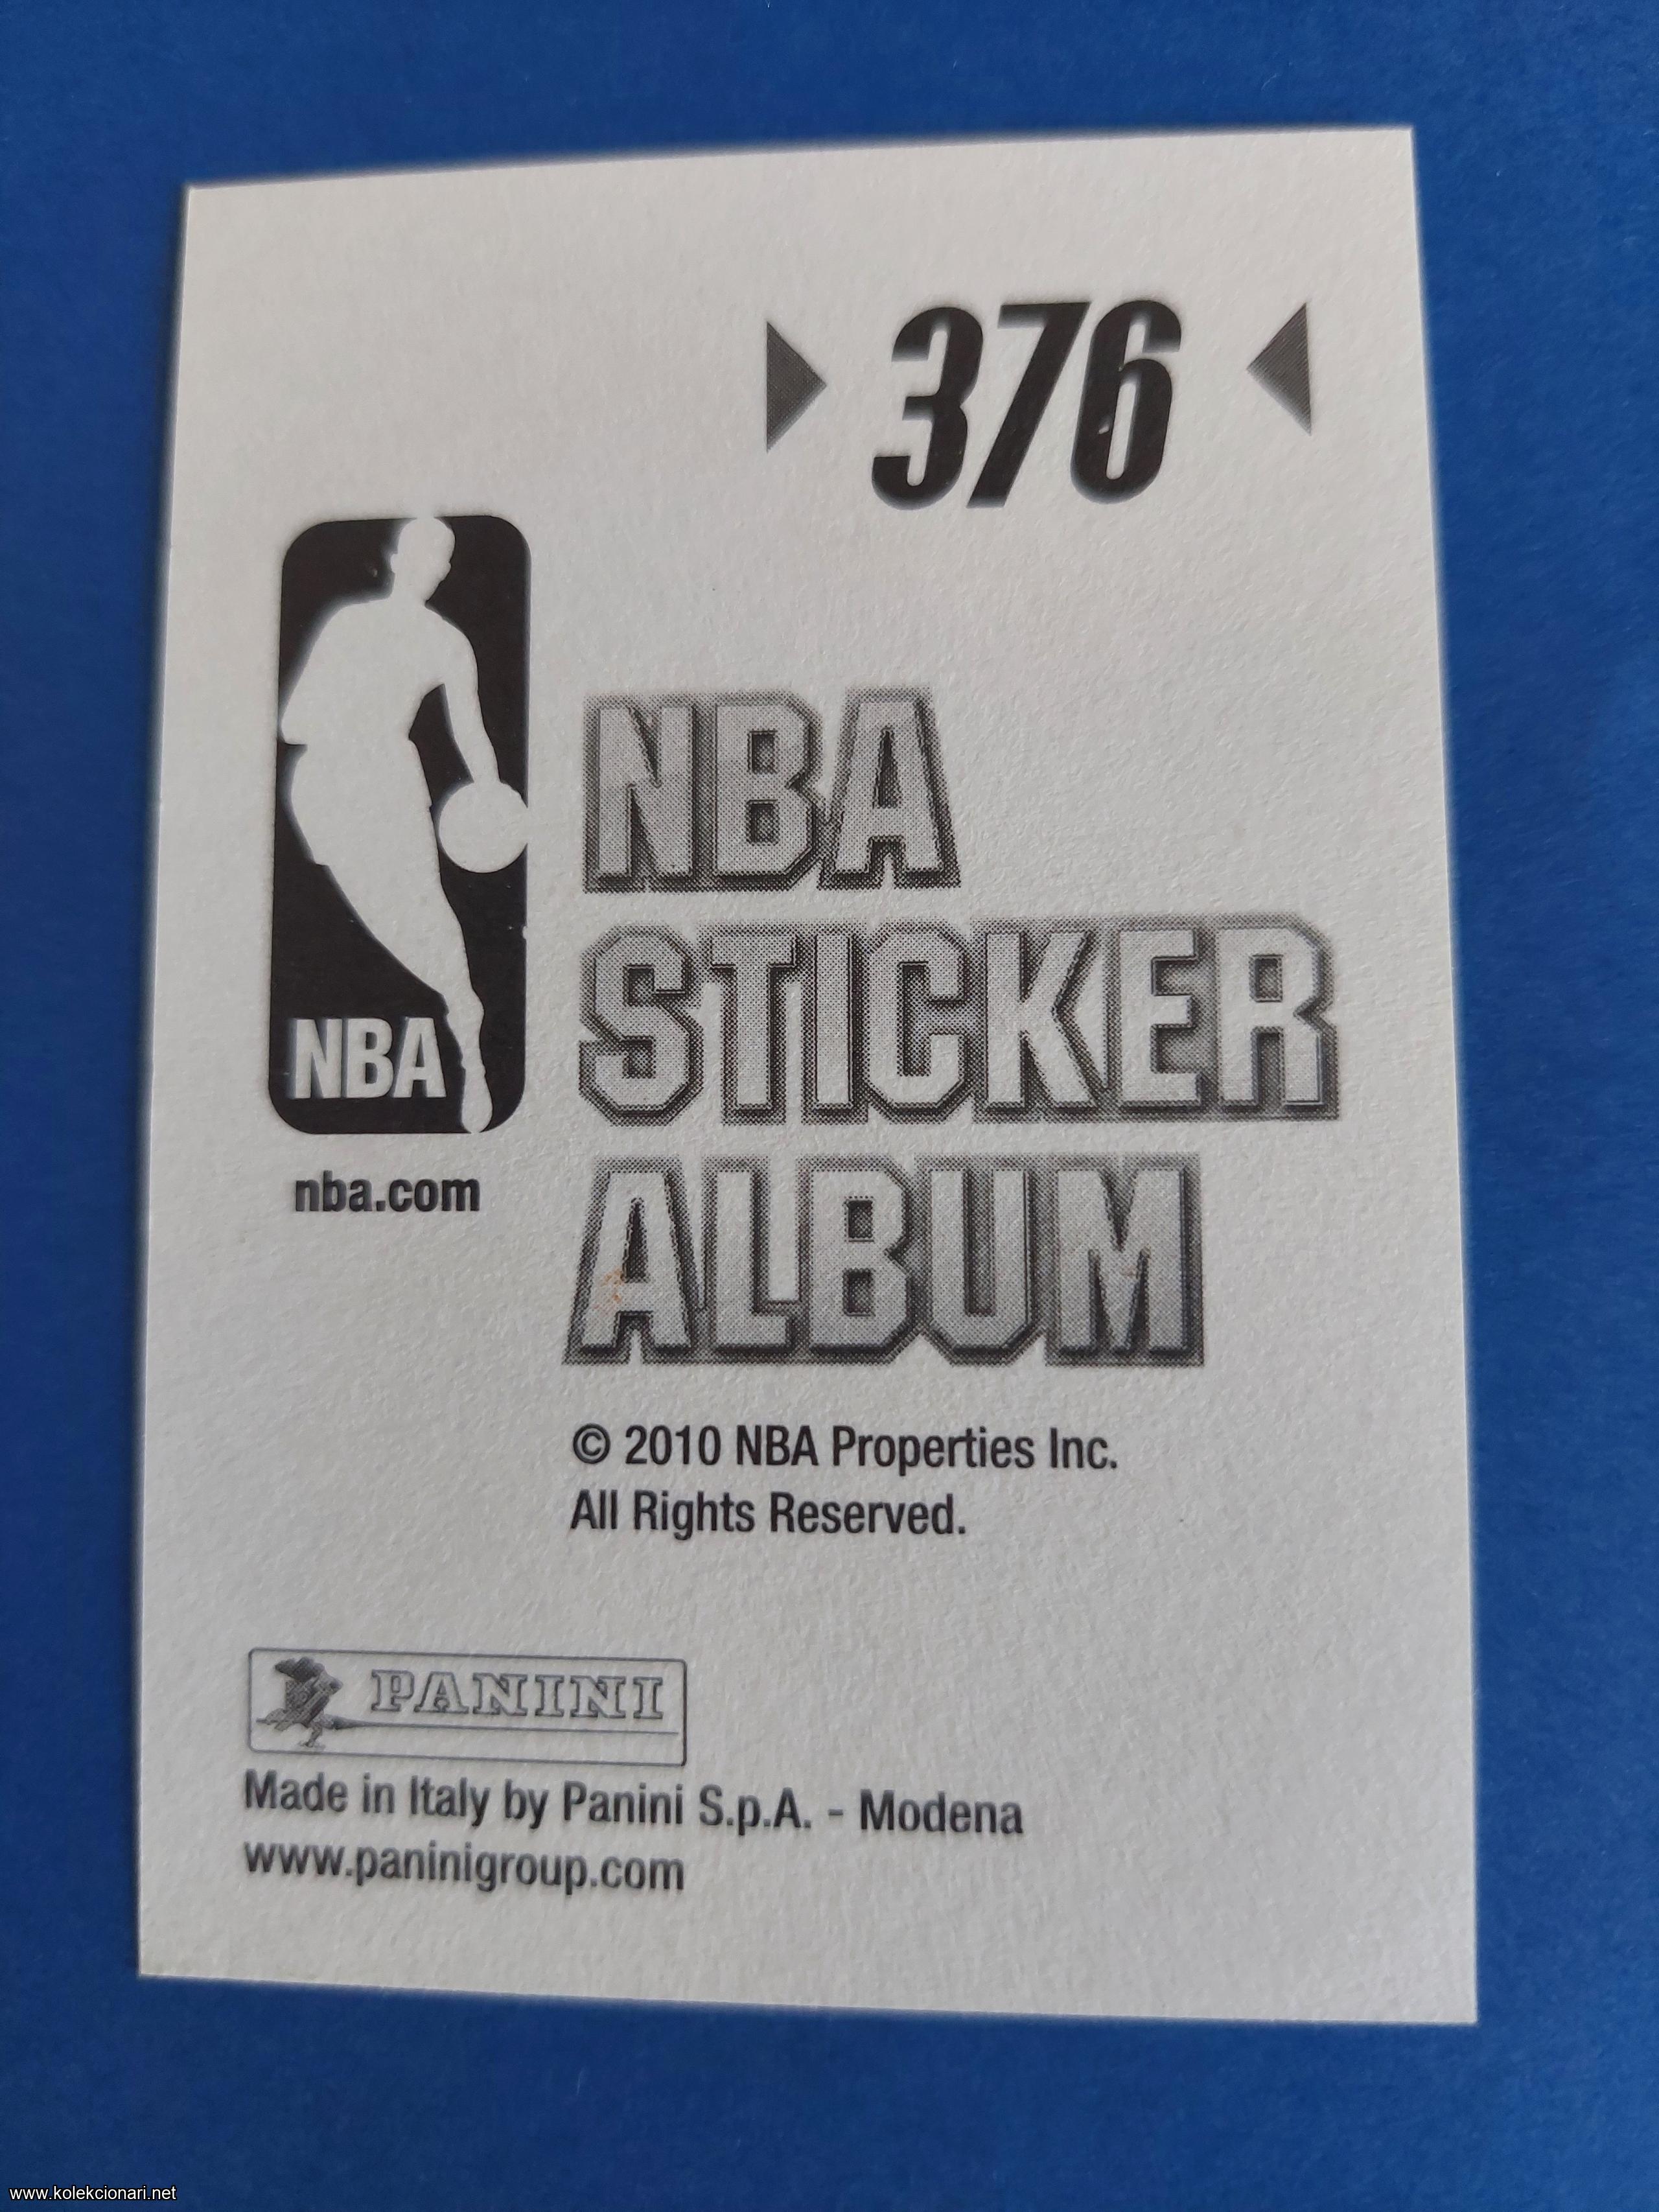 376
NBA
nba.com
NBA
STICKER
ALBUM
© 2010 NBA Properties Inc.
All Rights Reserved.
PANINI
Made in Italy by Panini S.p.A. - Modena
www.paninigroup.com
www.kolekcionari.net